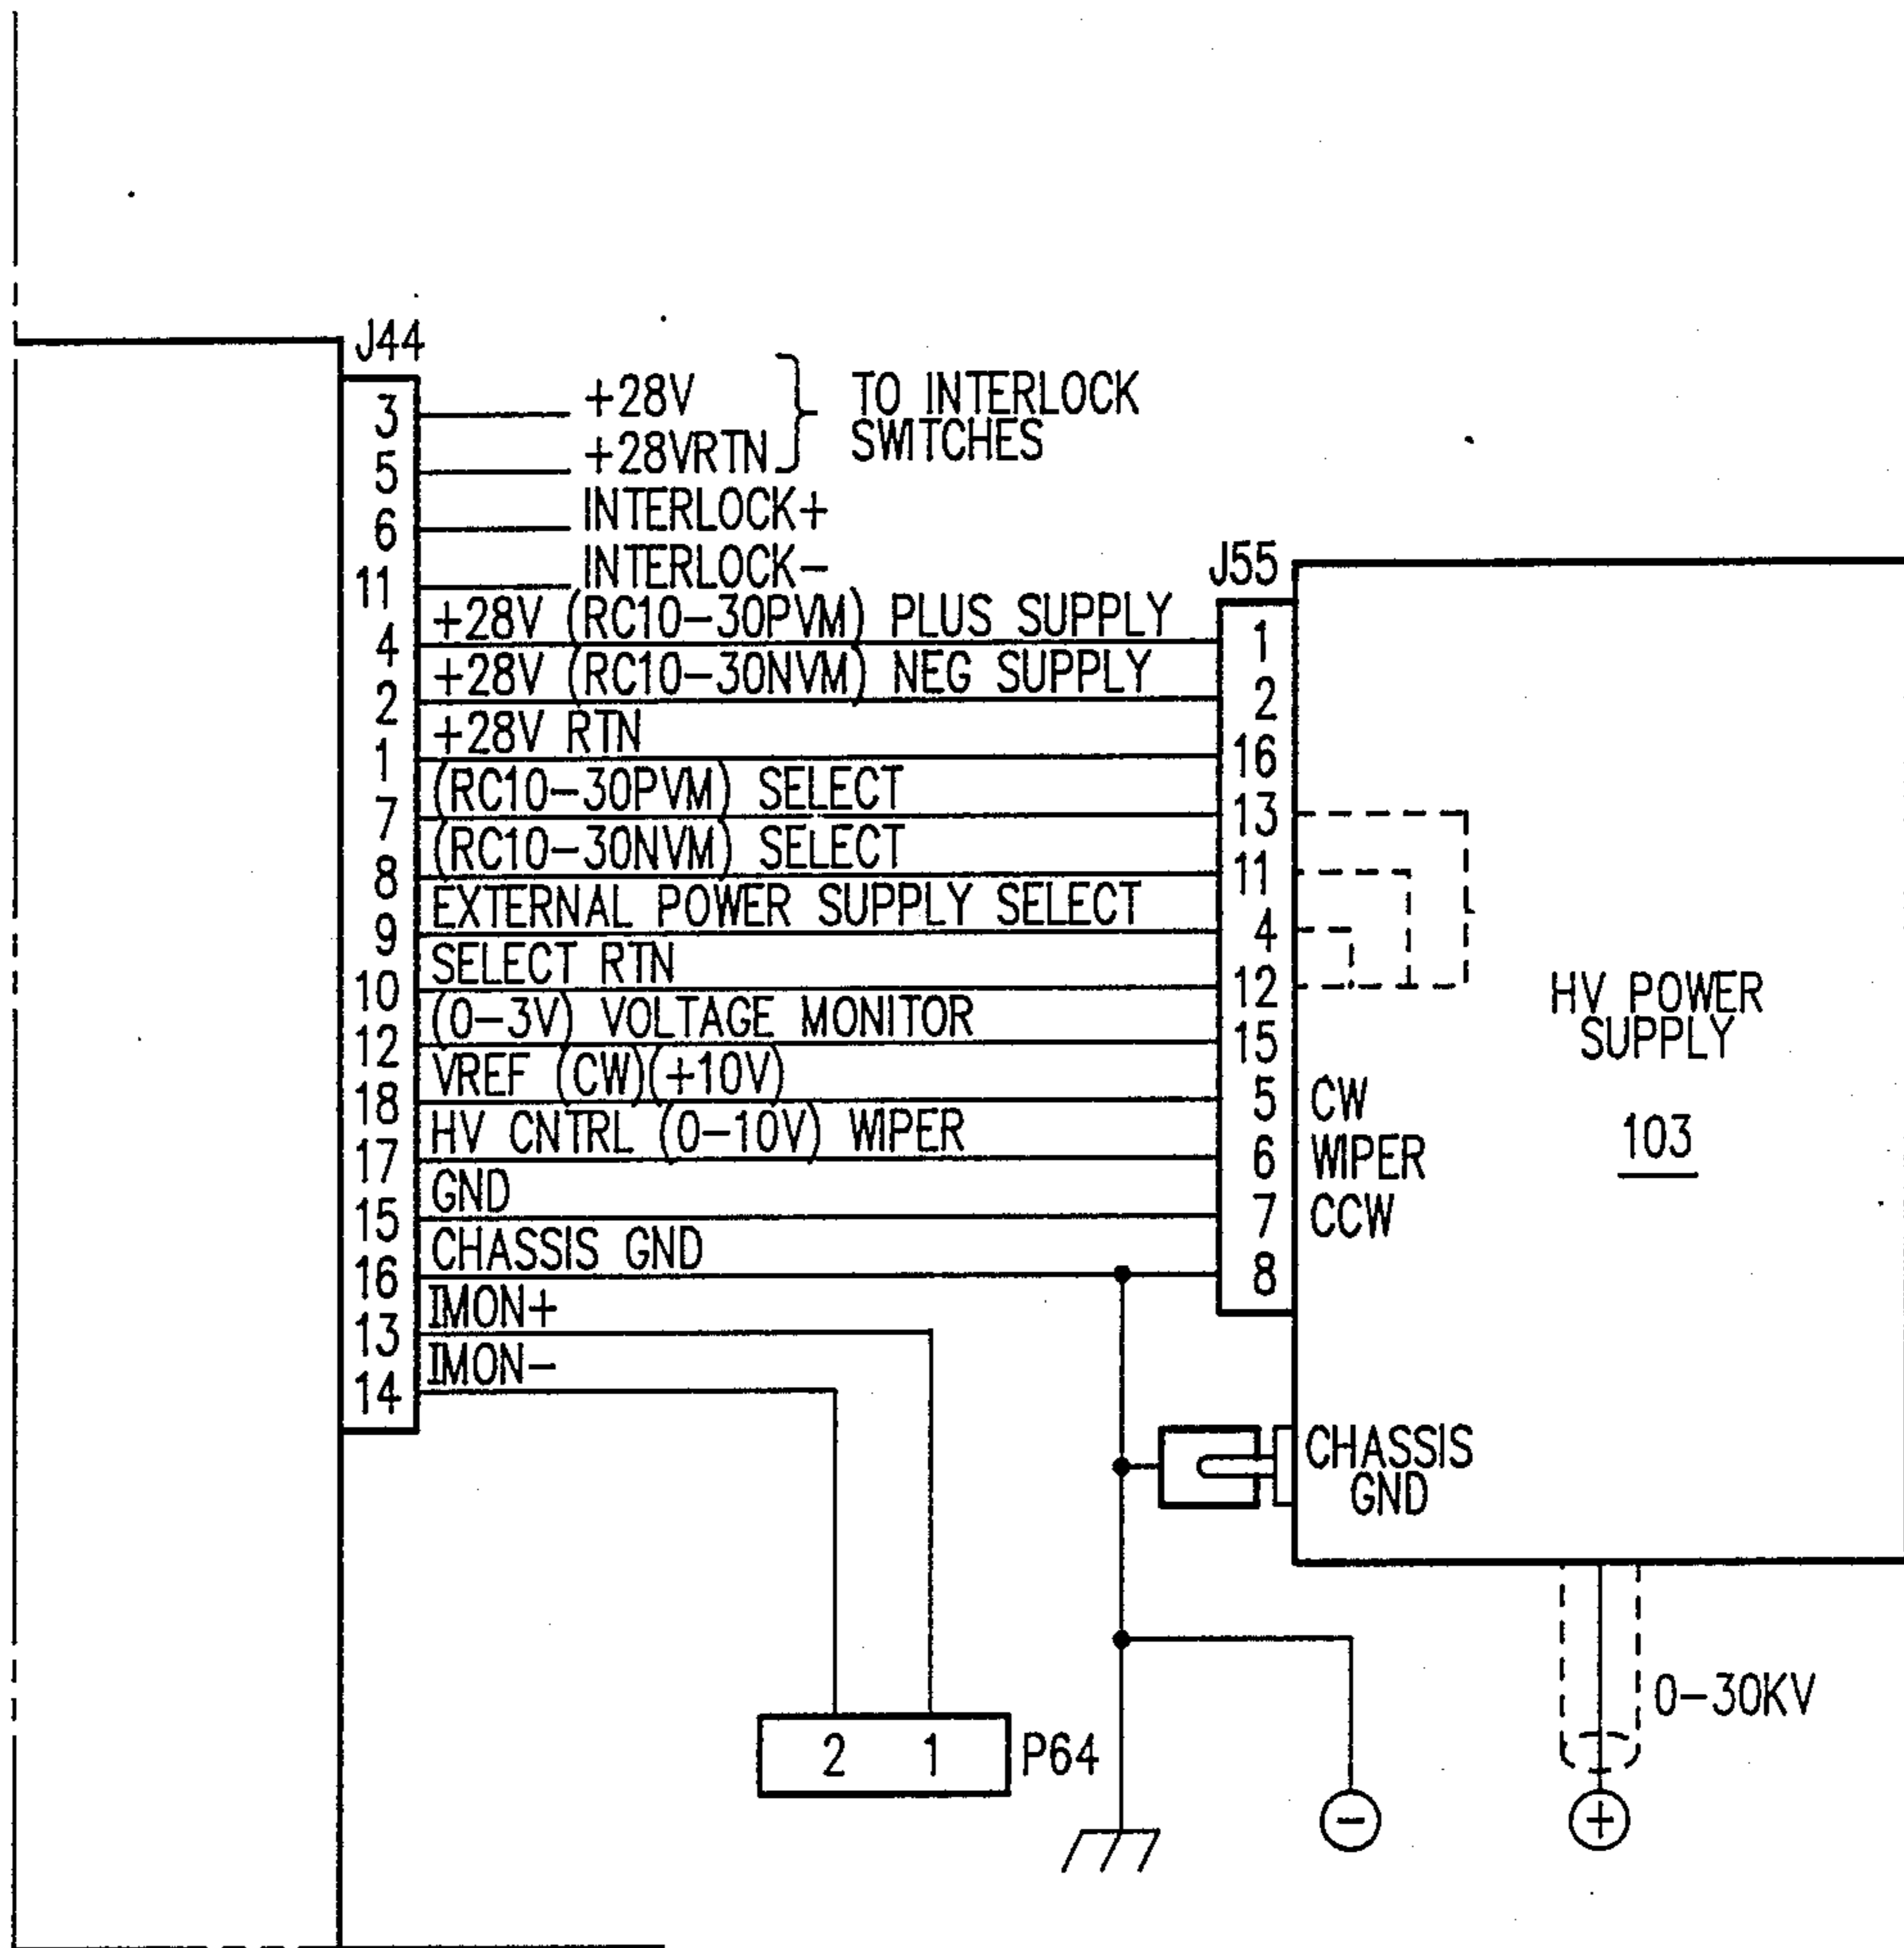 J44
3 +28V
5 +28VRTN
TO INTERLOCK
SWITCHES
6 INTERLOCK+
11 INTERLOCK-
J55
4 +28V (RC10-30PVM) PLUS SUPPLY 1
2 +28V (RC10-30NVM) NEG SUPPLY 2
1 +28V RTN 16
7 (RC10-30PVM) SELECT 13
8 (RC10-30NVM) SELECT 11
9 EXTERNAL POWER SUPPLY SELECT 4
10 SELECT RTN 12
12 (0-3V) VOLTAGE MONITOR 15
18 VREF (CW)(+10V) 5 CW
17 HV CNTRL (0-10V) WIPER 6 WIPER
15 GND 7 CCW
16 CHASSIS GND 8
13 IMON+
14 IMON-
HV POWER
SUPPLY
103
CHASSIS
GND
0-30KV
2 1 P64
- +